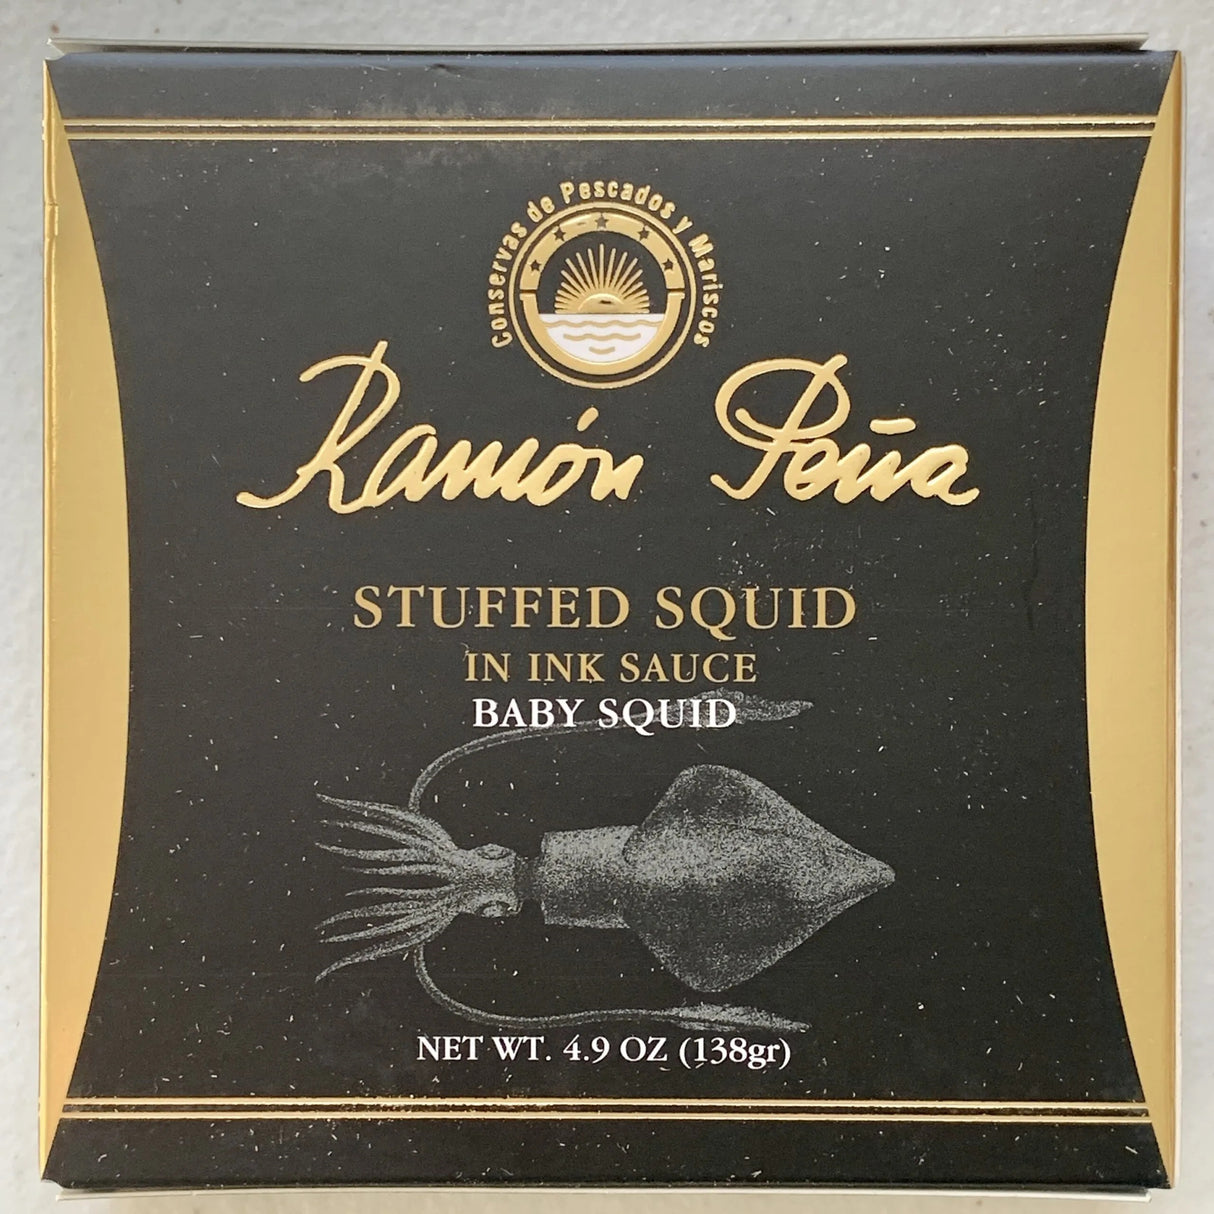 Conservas de Pescados y Mariscos
Ramón Peña
STUFFED SQUID
IN INK SAUCE
BABY SQUID
NET WT. 4.9 OZ (138gr)